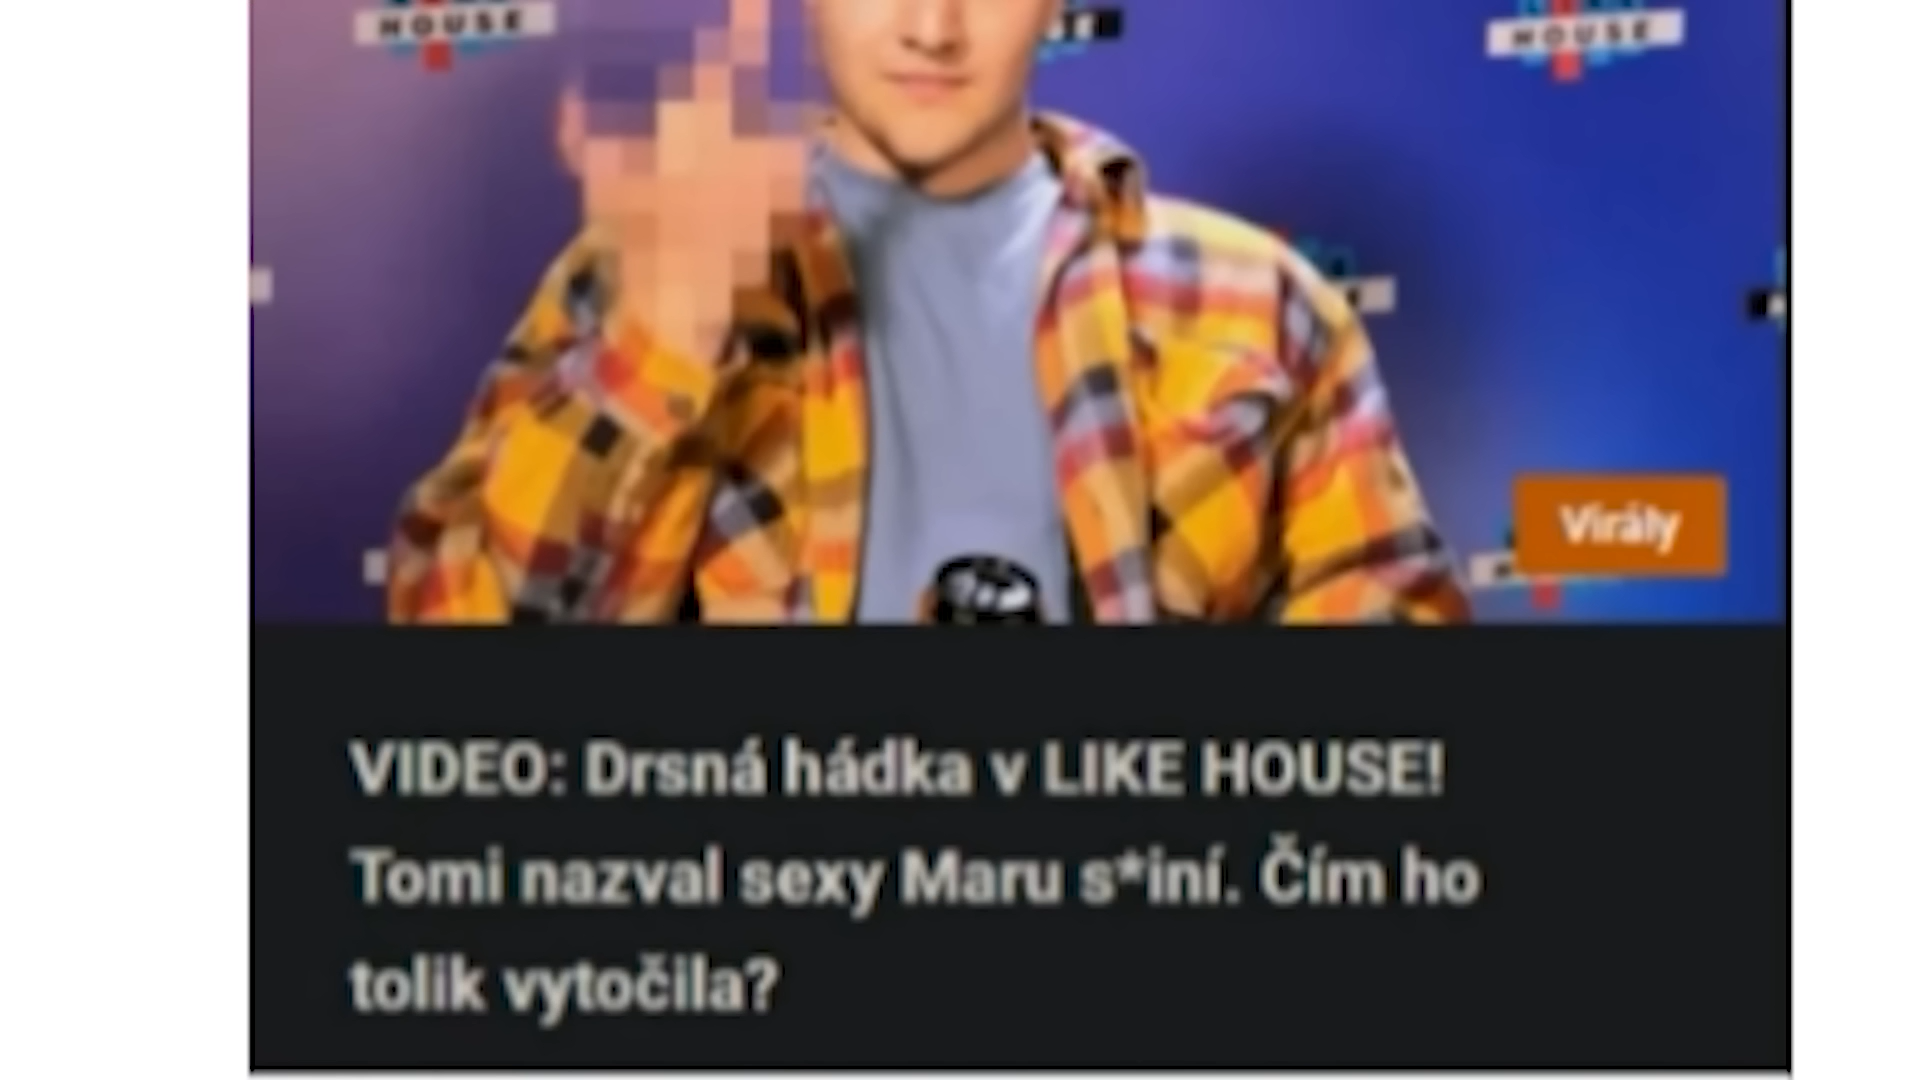 HOUSE
HOUSE
Virály
VIDEO: Drsná hádka v LIKE HOUSE!
Tomi nazval sexy Maru s*iní. Čím ho
tolik vytočila?